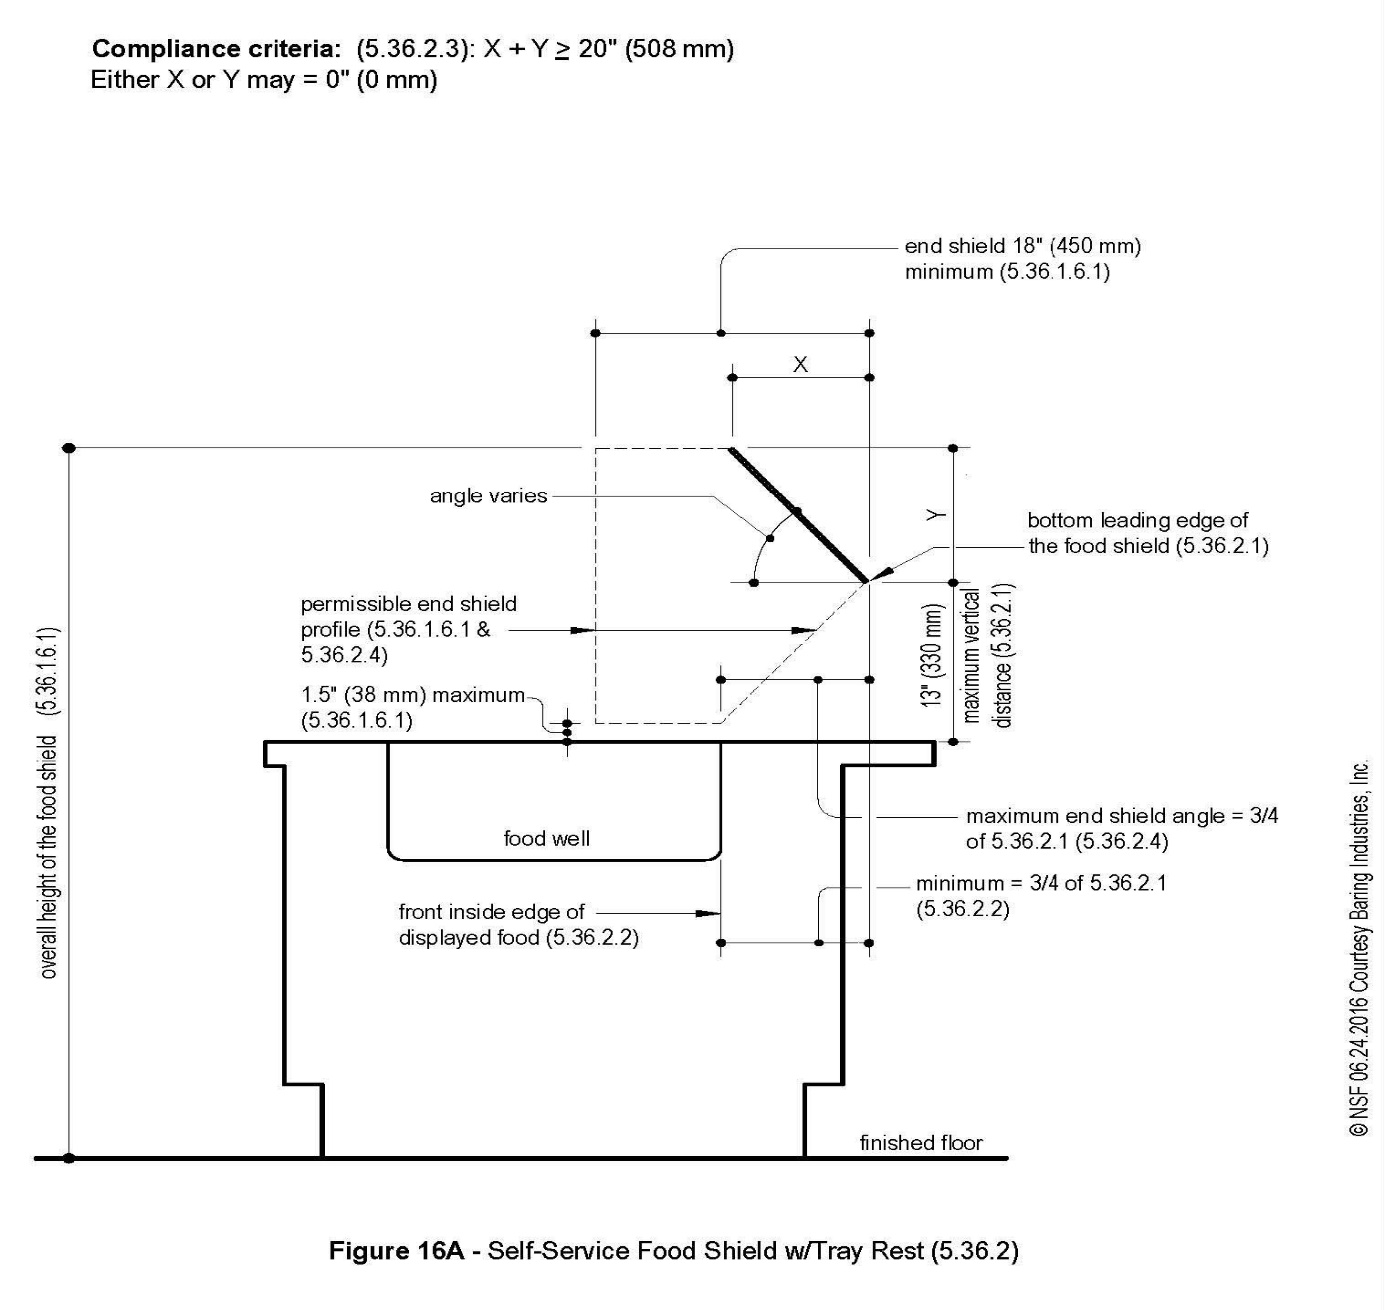 Compliance criteria: (5.36.2.3): X + Y ≥ 20" (508 mm)
Either X or Y may = 0" (0 mm)
end shield 18" (450 mm)
minimum (5.36.1.6.1)
X
angle varies
Y
bottom leading edge of
the food shield (5.36.2.1)
permissible end shield
profile (5.36.1.6.1 &
5.36.2.4)
13" (330 mm)
maximum vertical
distance (5.36.2.1)
1.5" (38 mm) maximum
(5.36.1.6.1)
overall height of the food shield (5.36.1.6.1)
food well
maximum end shield angle = 3/4
of 5.36.2.1 (5.36.2.4)
minimum = 3/4 of 5.36.2.1
(5.36.2.2)
front inside edge of
displayed food (5.36.2.2)
finished floor
© NSF 06.24.2016 Courtesy Baring Industries, Inc.
Figure 16A - Self-Service Food Shield w/Tray Rest (5.36.2)